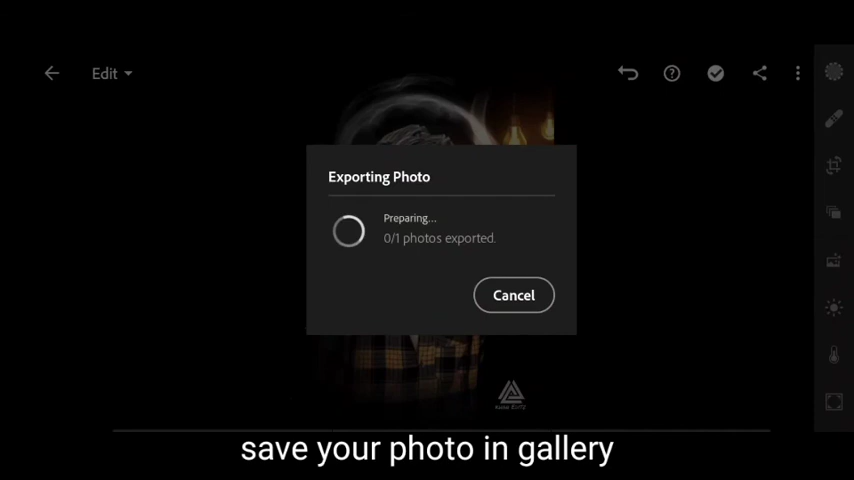 Edit
Exporting Photo
Preparing...
0/1 photos exported.
Cancel
save your photo in gallery